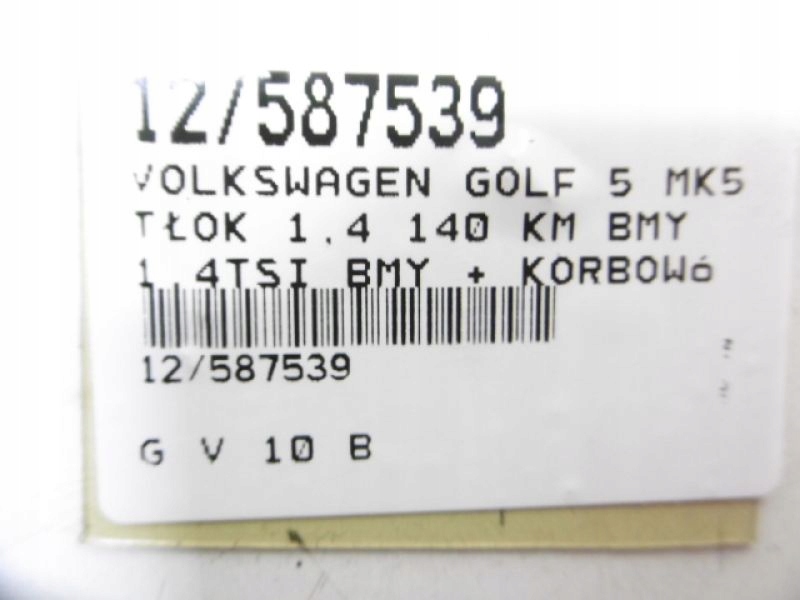 12/587539
VOLKSWAGEN GOLF 5 MK5
TŁOK 1.4 140 KM BMY
1.4TSI BMY + KORBOWó
12/587539
G V 10 B